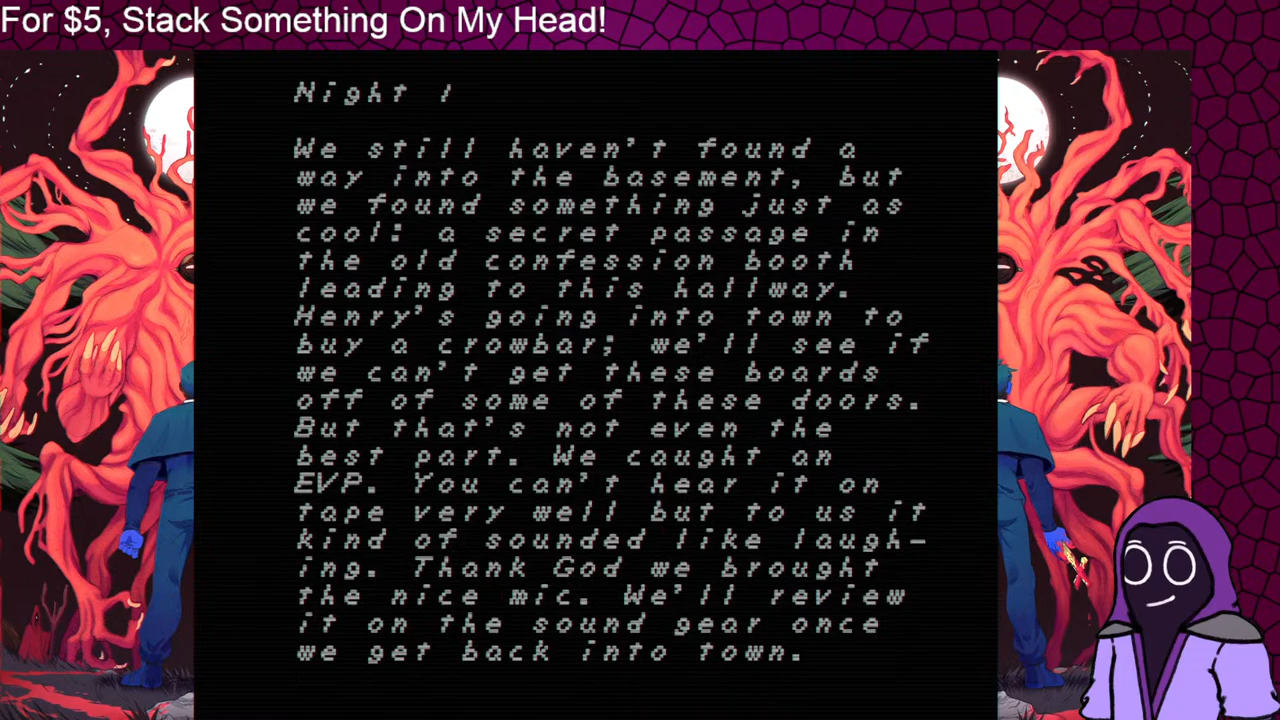 For $5, Stack Something On My Head!
Night 1
We still haven't found a
way into the basement, but
we found something just as
cool: a secret passage in
the old confession booth
leading to this hallway.
Henry's going into town to
buy a crowbar; we'll see if
we can't get these boards
off of some of these doors.
But that's not even the
best part. We caught an
EVP. You can't hear it on
tape very well but to us it
kind of sounded like laugh-
ing. Thank God we brought
the nice mic. We'll review
it on the sound gear once
we get back into town.